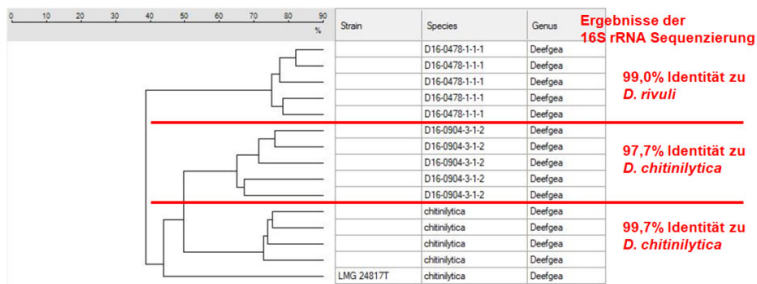 0 10 20 30 40 50 60 70 80 90
%
Strain Species Genus
Ergebnisse der
16S rRNA Sequenzierung
D16-0478-1-1-1 Deefgea
D16-0478-1-1-1 Deefgea
D16-0478-1-1-1 Deefgea
D16-0478-1-1-1 Deefgea
D16-0478-1-1-1 Deefgea
99,0% Identität zu
D. rivuli
D16-0904-3-1-2 Deefgea
D16-0904-3-1-2 Deefgea
D16-0904-3-1-2 Deefgea
D16-0904-3-1-2 Deefgea
D16-0904-3-1-2 Deefgea
97,7% Identität zu
D. chitinilytica
chitinilytica Deefgea
chitinilytica Deefgea
chitinilytica Deefgea
chitinilytica Deefgea
LMG 24817T chitinilytica Deefgea
99,7% Identität zu
D. chitinilytica